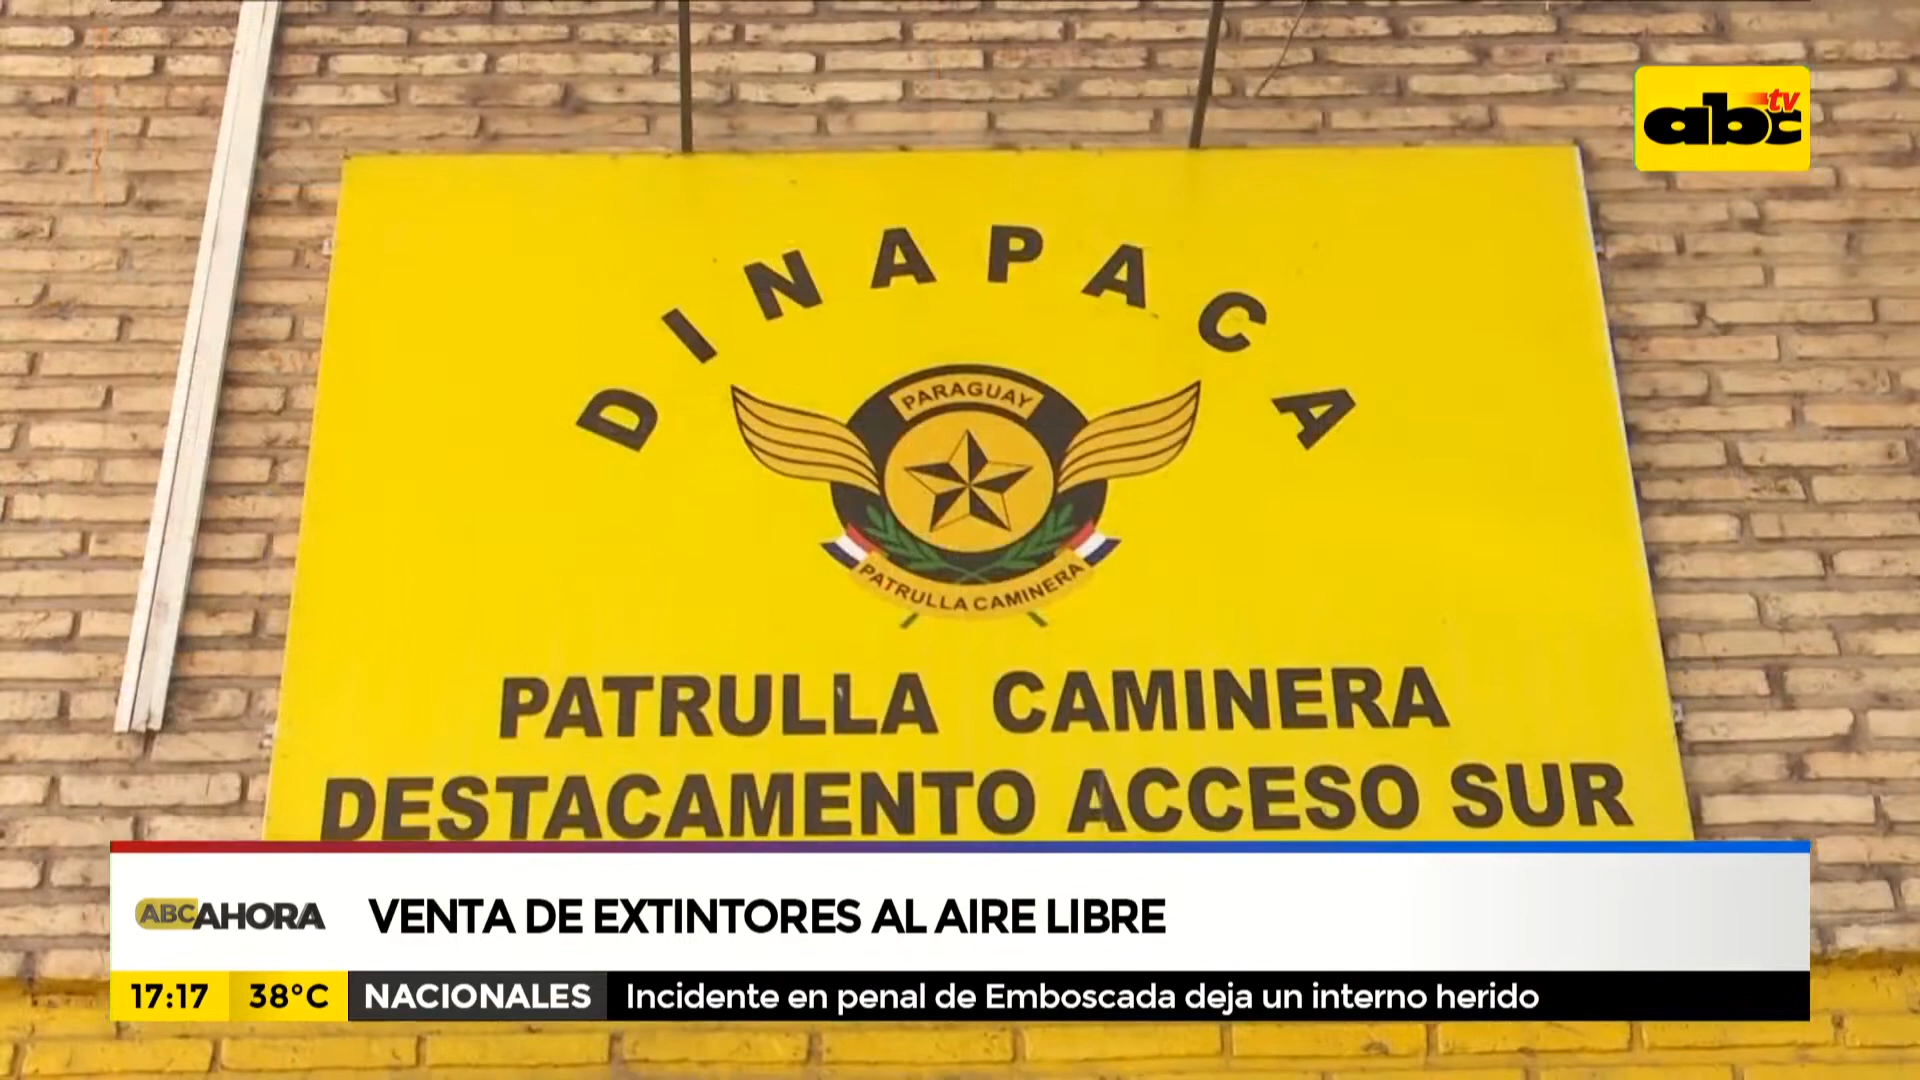 abc tv
DINAPACA
PARAGUAY
PATRULLA CAMINERA
PATRULLA CAMINERA
DESTACAMENTO ACCESO SUR
ABC AHORA
VENTA DE EXTINTORES AL AIRE LIBRE
17:17 38°C NACIONALES Incidente en penal de Emboscada deja un interno herido